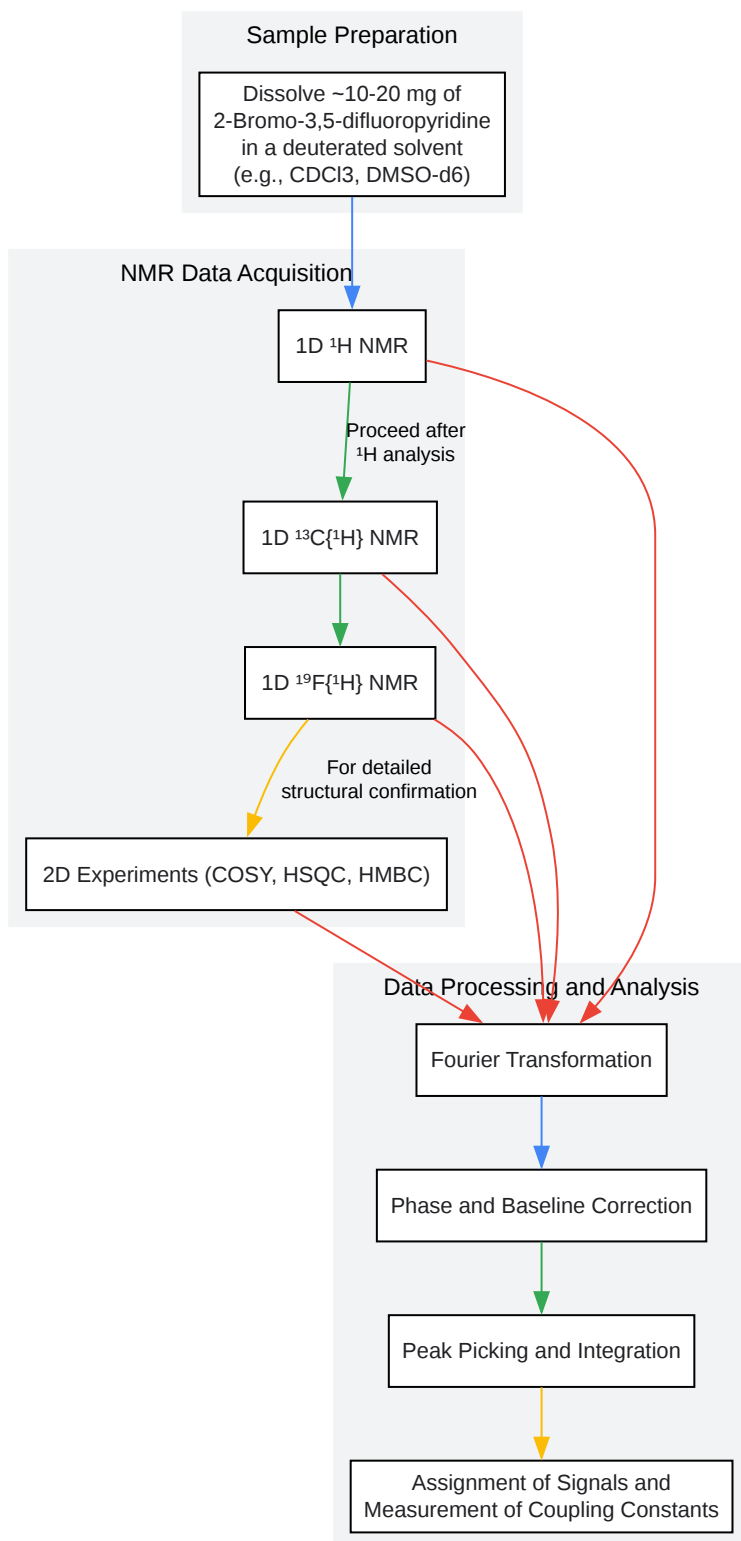 Sample Preparation
Dissolve ~10-20 mg of
2-Bromo-3,5-difluoropyridine
in a deuterated solvent
(e.g., CDCl3, DMSO-d6)
NMR Data Acquisition
1D ¹H NMR
Proceed after
¹H analysis
1D ¹³C{¹H} NMR
1D ¹⁹F{¹H} NMR
For detailed
structural confirmation
2D Experiments (COSY, HSQC, HMBC)
Data Processing and Analysis
Fourier Transformation
Phase and Baseline Correction
Peak Picking and Integration
Assignment of Signals and
Measurement of Coupling Constants